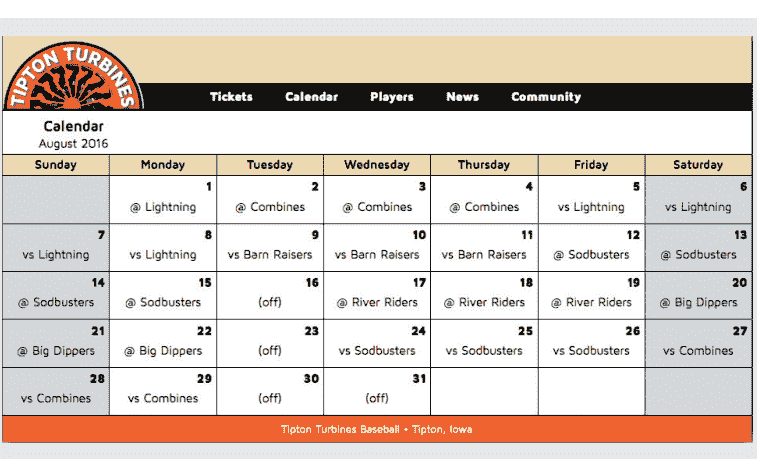 TIPTON TURBINES
Tickets Calendar Players News Community
Calendar
August 2016
Sunday Monday Tuesday Wednesday Thursday Friday Saturday
1 2 3 4 5 6
@ Lightning @ Combines @ Combines @ Combines vs Lightning vs Lightning
7 8 9 10 11 12 13
vs Lightning vs Lightning vs Barn Raisers vs Barn Raisers vs Barn Raisers @ Sodbusters @ Sodbusters
14 15 16 17 18 19 20
@ Sodbusters @ Sodbusters (off) @ River Riders @ River Riders @ River Riders @ Big Dippers
21 22 23 24 25 26 27
@ Big Dippers @ Big Dippers (off) vs Sodbusters vs Sodbusters vs Sodbusters vs Combines
28 29 30 31
vs Combines vs Combines (off) (off)
Tipton Turbines Baseball • Tipton, Iowa